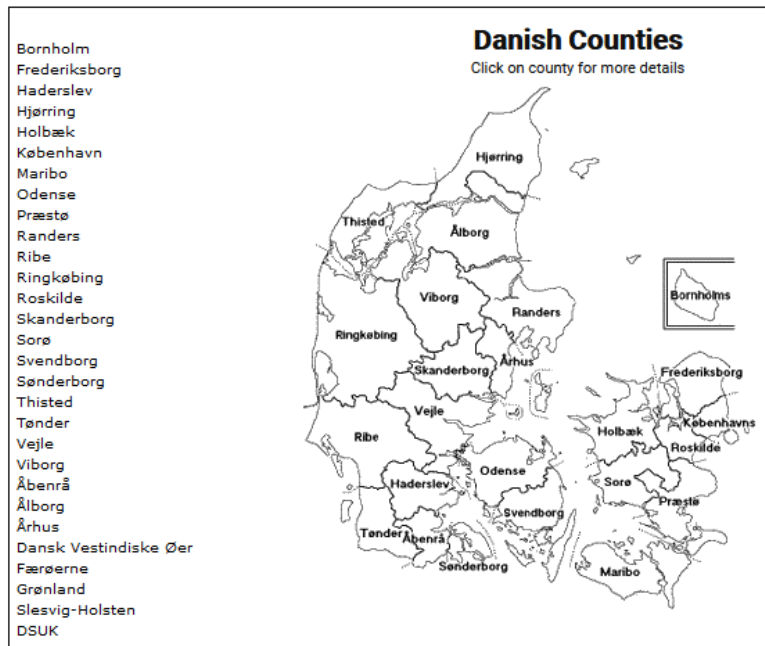 Bornholm
Frederiksborg
Haderslev
Hjørring
Holbæk
København
Maribo
Odense
Præstø
Randers
Ribe
Ringkøbing
Roskilde
Skanderborg
Sorø
Svendborg
Sønderborg
Thisted
Tønder
Vejle
Viborg
Åbenrå
Ålborg
Århus
Dansk Vestindiske Øer
Færøerne
Grønland
Slesvig-Holsten
DSUK
Danish Counties
Click on county for more details
Hjørring
Thisted
Ålborg
Viborg
Bornholms
Randers
Ringkøbing
Århus
Skanderborg
Frederiksborg
Vejle
Københavns
Holbæk
Ribe
Roskilde
Odense
Sorø
Haderslev
Præstø
Svendborg
Tønder
Åbenrå
Sønderborg
Maribo